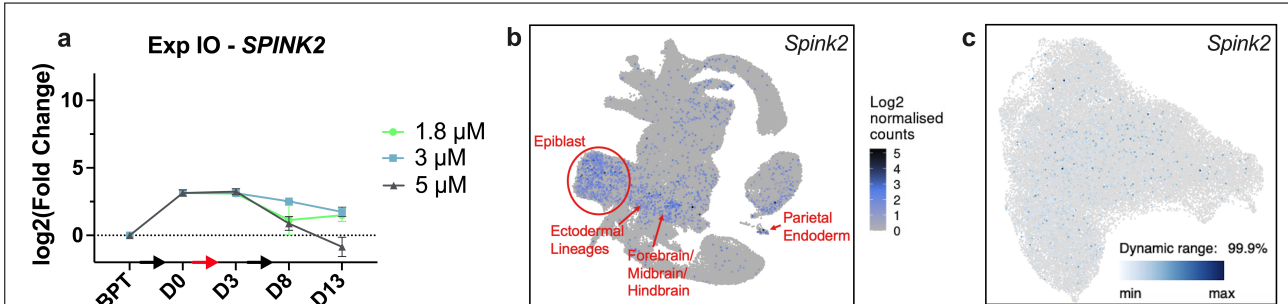 a
Exp IO - SPINK2
log2(Fold Change)
10
5
0
BPT
D0
D3
D8
D13
1.8 µM
3 µM
5 µM
b
Spink2
Epiblast
Ectodermal
Lineages
Forebrain/
Midbrain/
Hindbrain
Parietal
Endoderm
Log2
normalised
counts
5
4
3
2
1
0
c
Spink2
Dynamic range: 99.9%
min
max